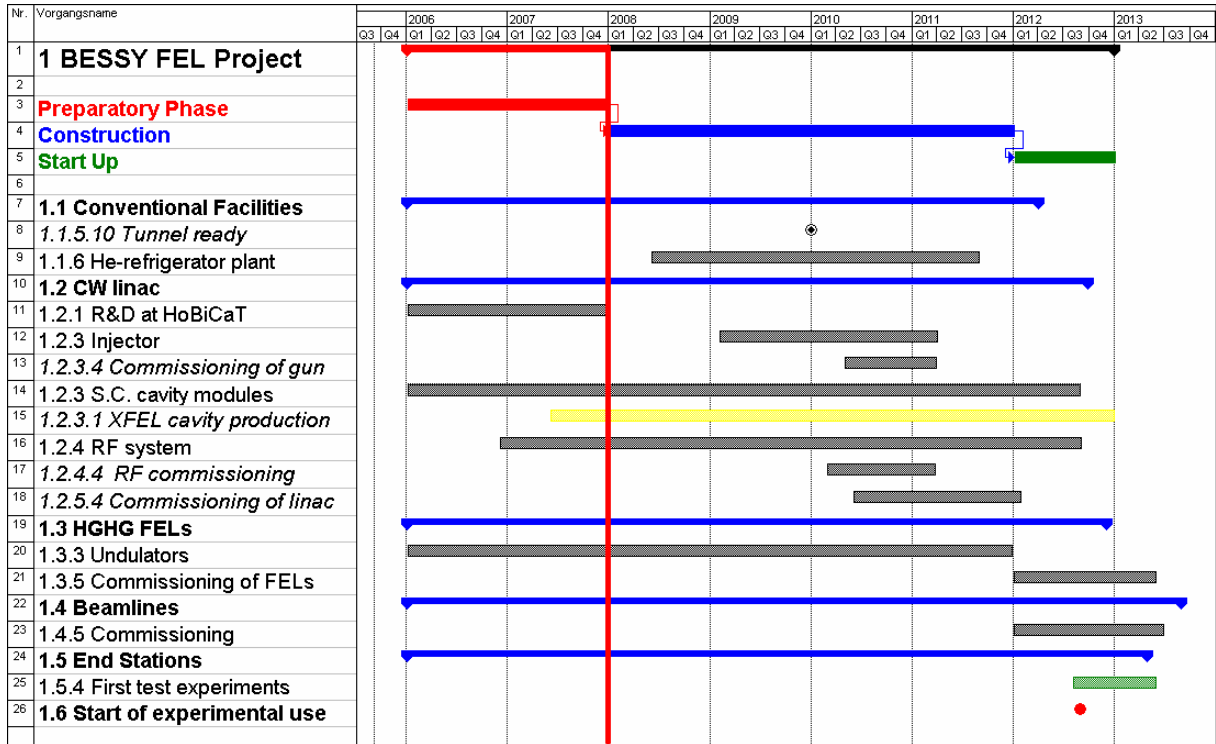 Nr. Vorgangsname
2006 2007 2008 2009 2010 2011 2012 2013
Q3 Q4 Q1 Q2 Q3 Q4 Q1 Q2 Q3 Q4 Q1 Q2 Q3 Q4 Q1 Q2 Q3 Q4 Q1 Q2 Q3 Q4 Q1 Q2 Q3 Q4 Q1 Q2 Q3 Q4 Q1 Q2 Q3 Q4
1 1 BESSY FEL Project
2
3 Preparatory Phase
4 Construction
5 Start Up
6
7 1.1 Conventional Facilities
8 1.1.5.10 Tunnel ready
9 1.1.6 He-refrigerator plant
10 1.2 CW linac
11 1.2.1 R&D at HoBiCaT
12 1.2.3 Injector
13 1.2.3.4 Commissioning of gun
14 1.2.3 S.C. cavity modules
15 1.2.3.1 XFEL cavity production
16 1.2.4 RF system
17 1.2.4.4 RF commissioning
18 1.2.5.4 Commissioning of linac
19 1.3 HGHG FELs
20 1.3.3 Undulators
21 1.3.5 Commissioning of FELs
22 1.4 Beamlines
23 1.4.5 Commissioning
24 1.5 End Stations
25 1.5.4 First test experiments
26 1.6 Start of experimental use